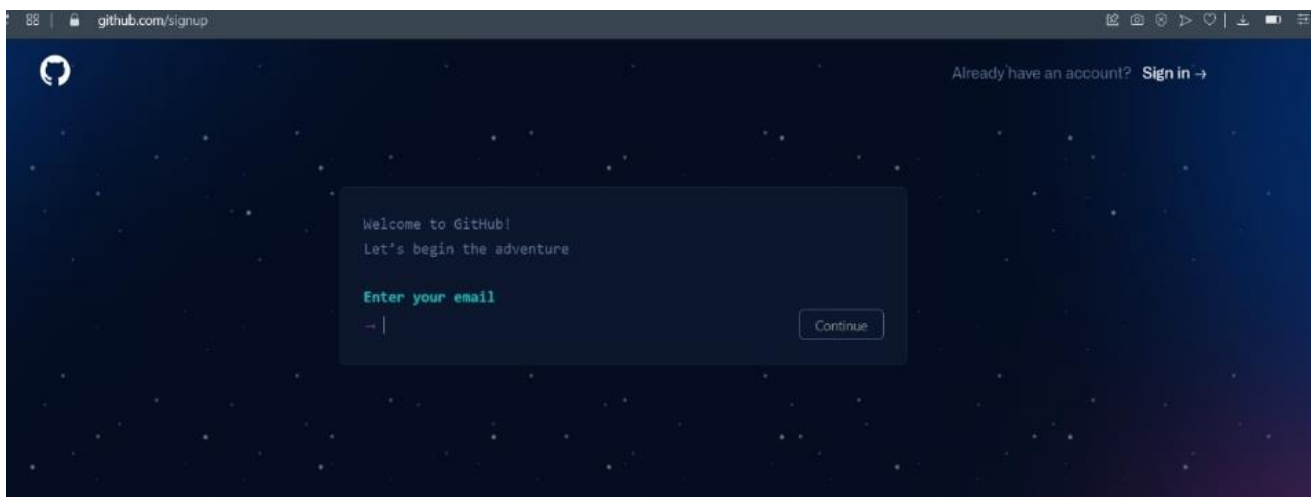 github.com/signup
Already have an account? Sign in →
Welcome to GitHub!
Let's begin the adventure
Enter your email
→
Continue